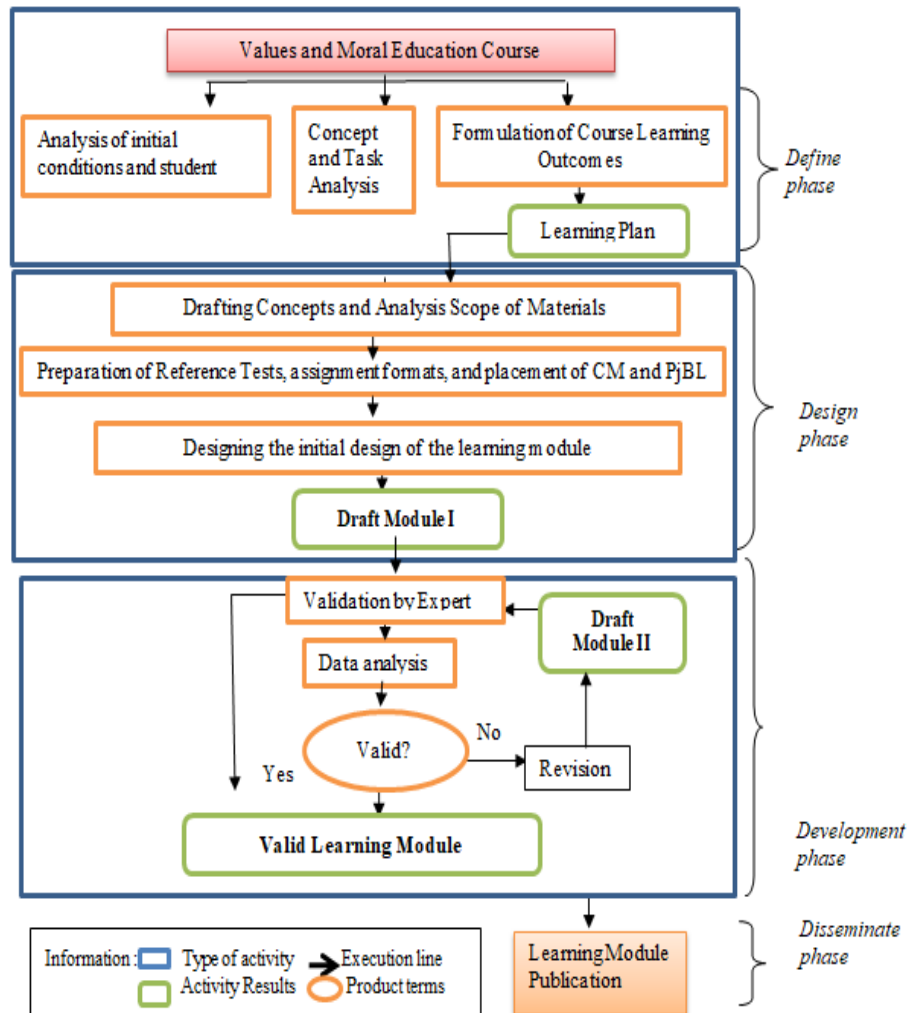 Values and Moral Education Course
Analysis of initial
conditions and student
Concept
and Task
Analysis
Formulation of Course Learning
Outcomes
Define
phase
Learning Plan
Drafting Concepts and Analysis Scope of Materials
Preparation of Reference Tests, assignment formats, and placement of CM and PjBL
Design
phase
Designing the initial design of the learning module
Draft Module I
Validation by Expert
Draft
Module II
Data analysis
Valid?
No
Revision
Yes
Valid Learning Module
Development
phase
Disseminate
phase
Learning Module
Publication
Information : Type of activity Execution line
Activity Results Product terms